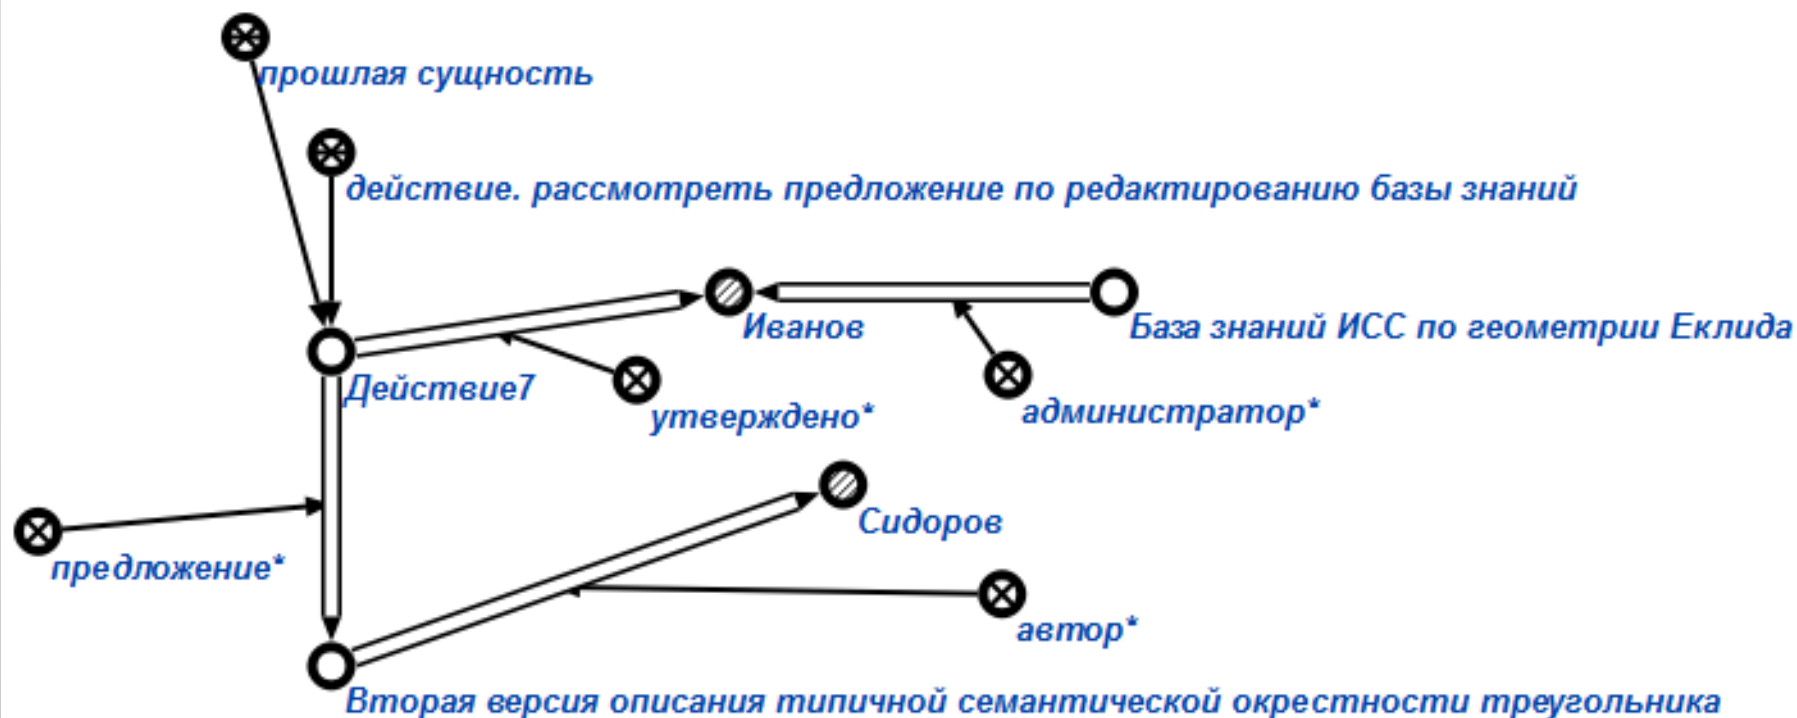 прошлая сущность
действие. рассмотреть предложение по редактированию базы знаний
Иванов
База знаний ИСС по геометрии Еклида
Действие7
утверждено*
администратор*
Сидоров
предложение*
автор*
Вторая версия описания типичной семантической окрестности треугольника